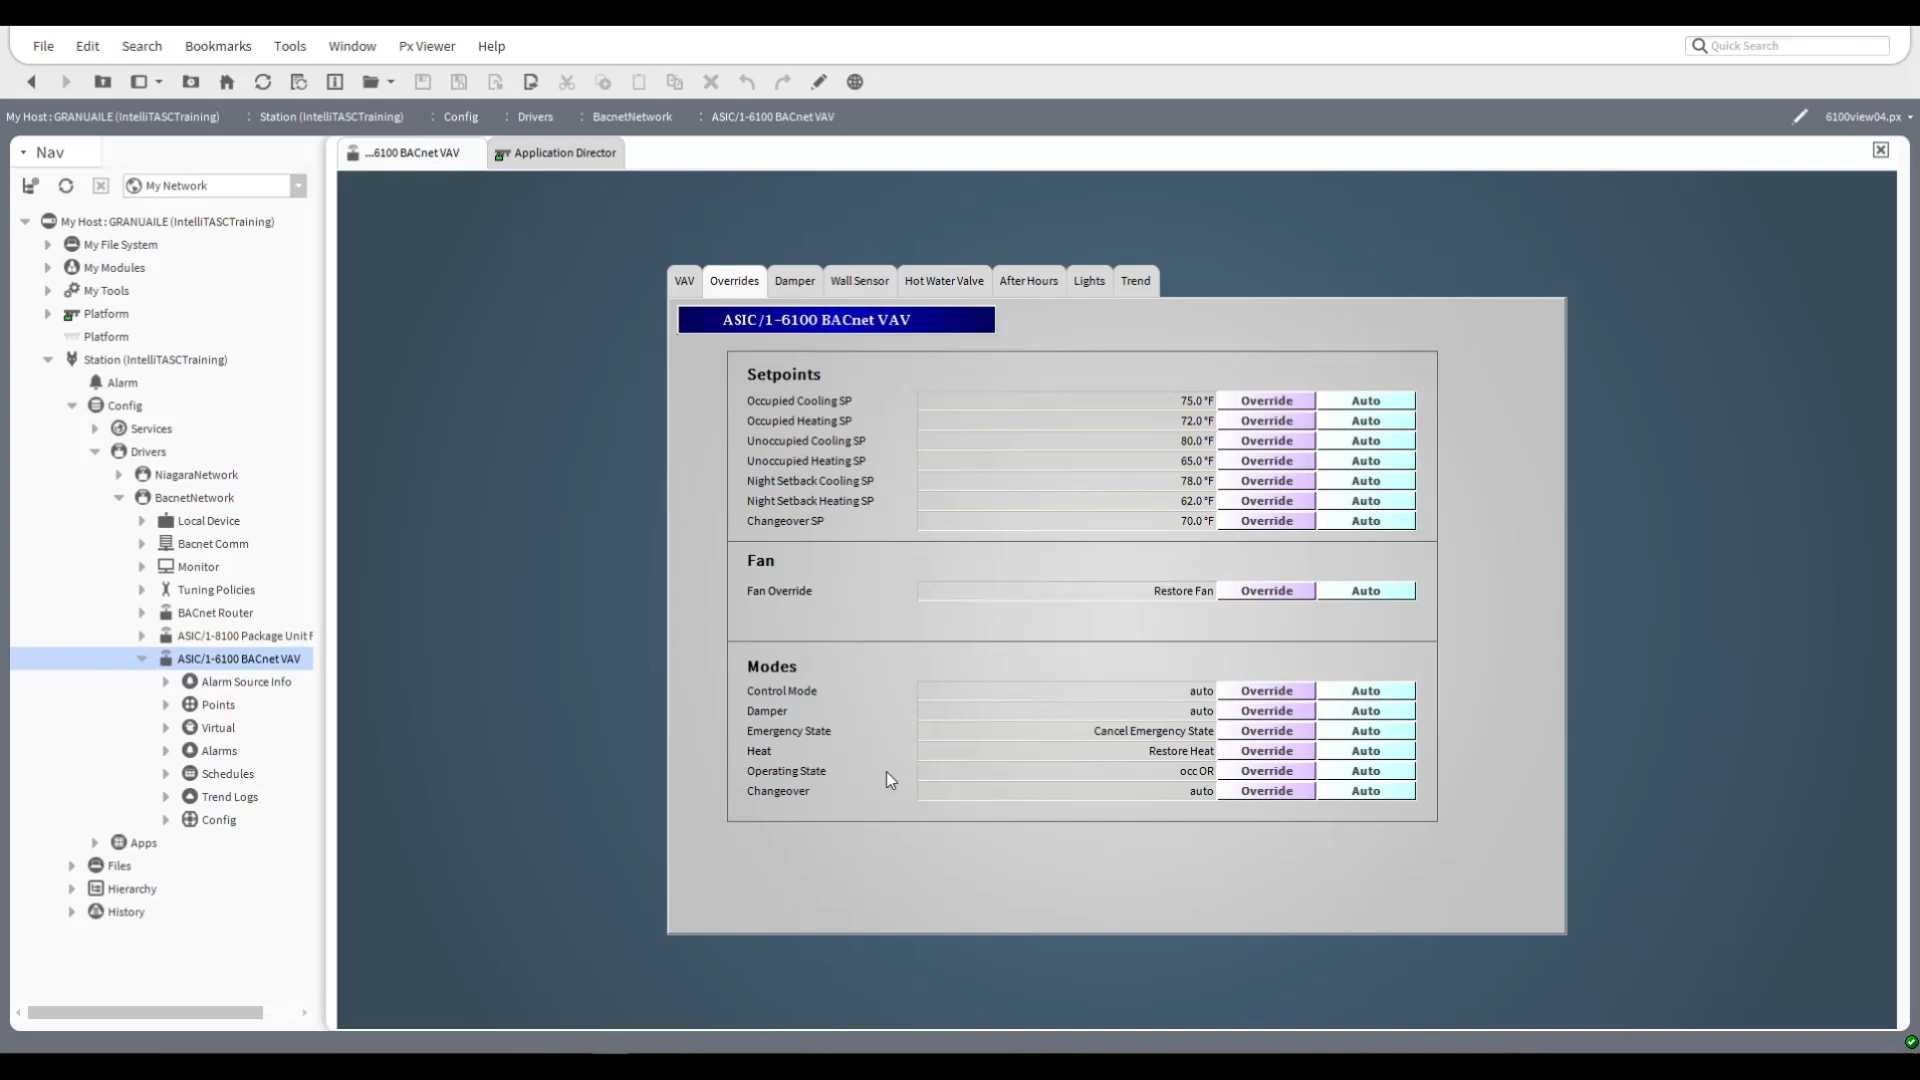 File Edit Search Bookmarks Tools Window Px Viewer Help
Quick Search
My Host : GRANUAILE (IntelliTASCTraining) : Station (IntelliTASCTraining) : Config : Drivers : BacnetNetwork : ASIC/1-6100 BACnet VAV
6100view04.px
Nav
My Network
My Host : GRANUAILE (IntelliTASCTraining)
My File System
My Modules
My Tools
Platform
Platform
Station (IntelliTASCTraining)
Alarm
Config
Services
Drivers
NiagaraNetwork
BacnetNetwork
Local Device
Bacnet Comm
Monitor
Tuning Policies
BACnet Router
ASIC/1-8100 Package Unit F
ASIC/1-6100 BACnet VAV
Alarm Source Info
Points
Virtual
Alarms
Schedules
Trend Logs
Config
Apps
Files
Hierarchy
History
...6100 BACnet VAV Application Director
VAV Overrides Damper Wall Sensor Hot Water Valve After Hours Lights Trend
ASIC/1-6100 BACnet VAV
Setpoints
Occupied Cooling SP 75.0 °F Override Auto
Occupied Heating SP 72.0 °F Override Auto
Unoccupied Cooling SP 80.0 °F Override Auto
Unoccupied Heating SP 65.0 °F Override Auto
Night Setback Cooling SP 78.0 °F Override Auto
Night Setback Heating SP 62.0 °F Override Auto
Changeover SP 70.0 °F Override Auto
Fan
Fan Override Restore Fan Override Auto
Modes
Control Mode auto Override Auto
Damper auto Override Auto
Emergency State Cancel Emergency State Override Auto
Heat Restore Heat Override Auto
Operating State occ OR Override Auto
Changeover auto Override Auto